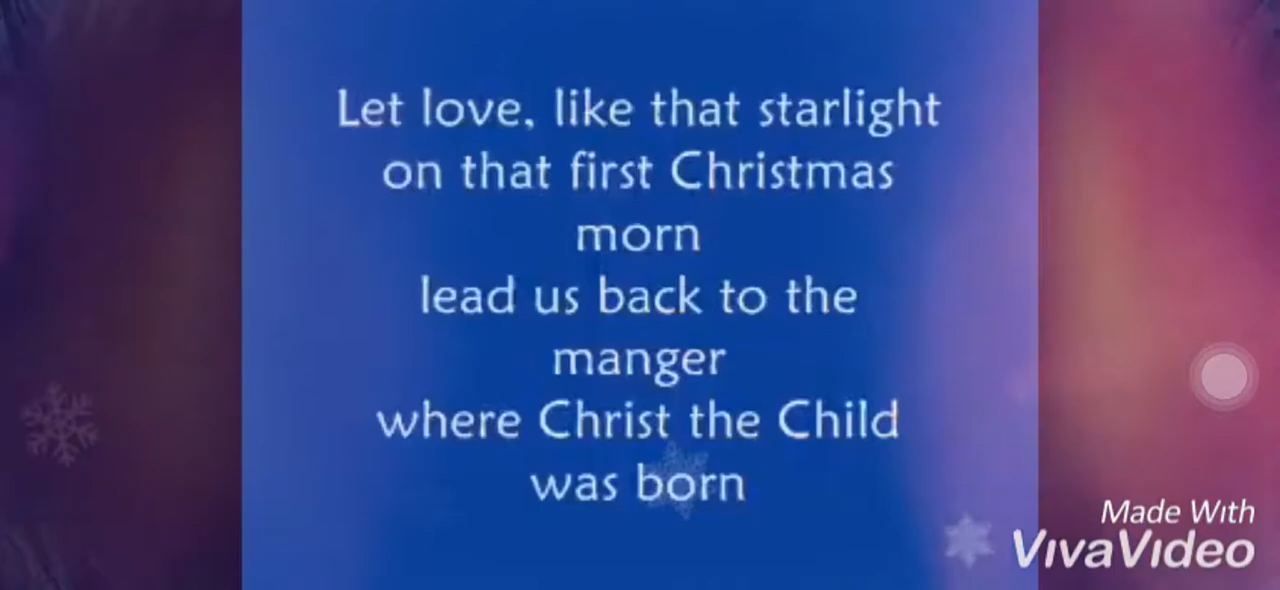 Let love, like that starlight
on that first Christmas
morn
lead us back to the
manger
where Christ the Child
was born
Made With
VivaVideo